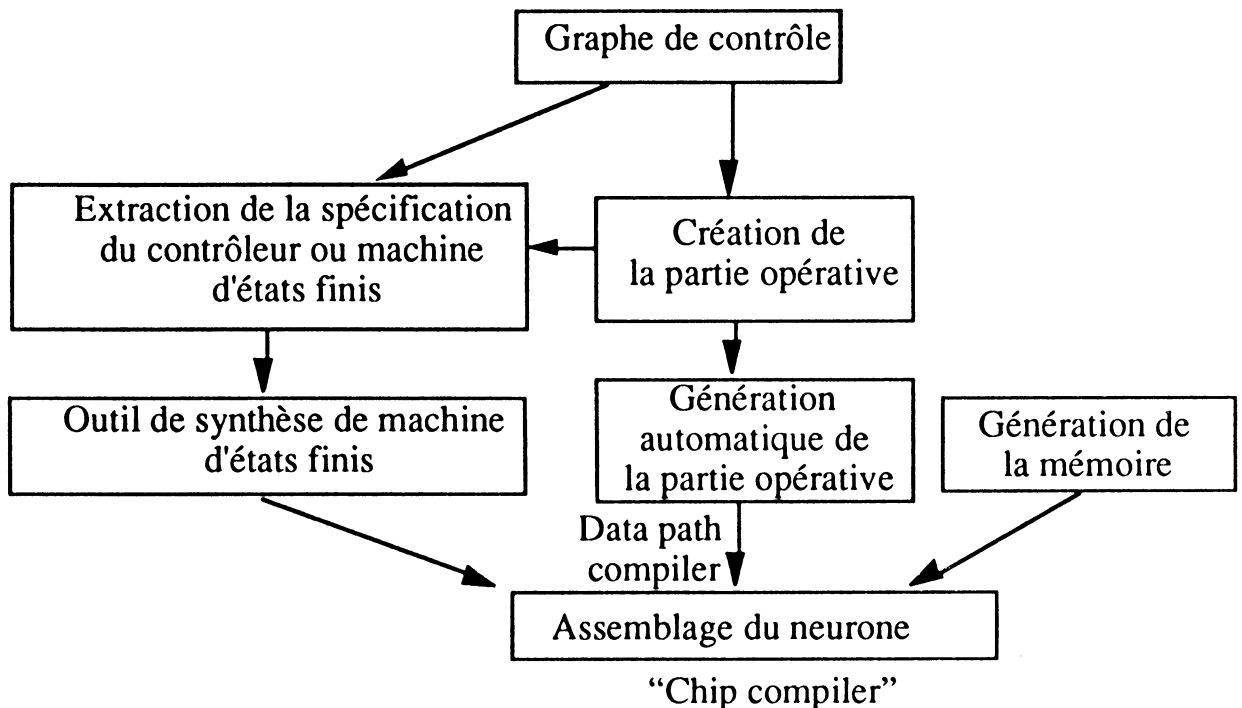 Graphe de contrôle
Extraction de la spécification
du contrôleur ou machine
d'états finis
Création de
la partie opérative
Outil de synthèse de machine
d'états finis
Génération
automatique de
la partie opérative
Génération de
la mémoire
Data path
compiler
Assemblage du neurone
“Chip compiler”